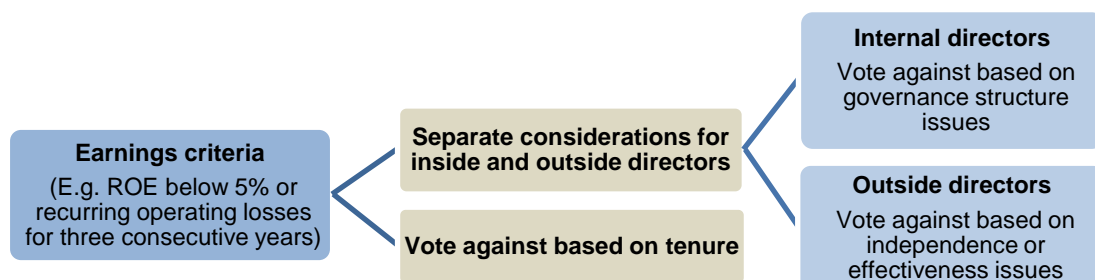 Earnings criteria
(E.g. ROE below 5% or
recurring operating losses
for three consecutive years)
Separate considerations for
inside and outside directors
Vote against based on tenure
Internal directors
Vote against based on
governance structure
issues
Outside directors
Vote against based on
independence or
effectiveness issues